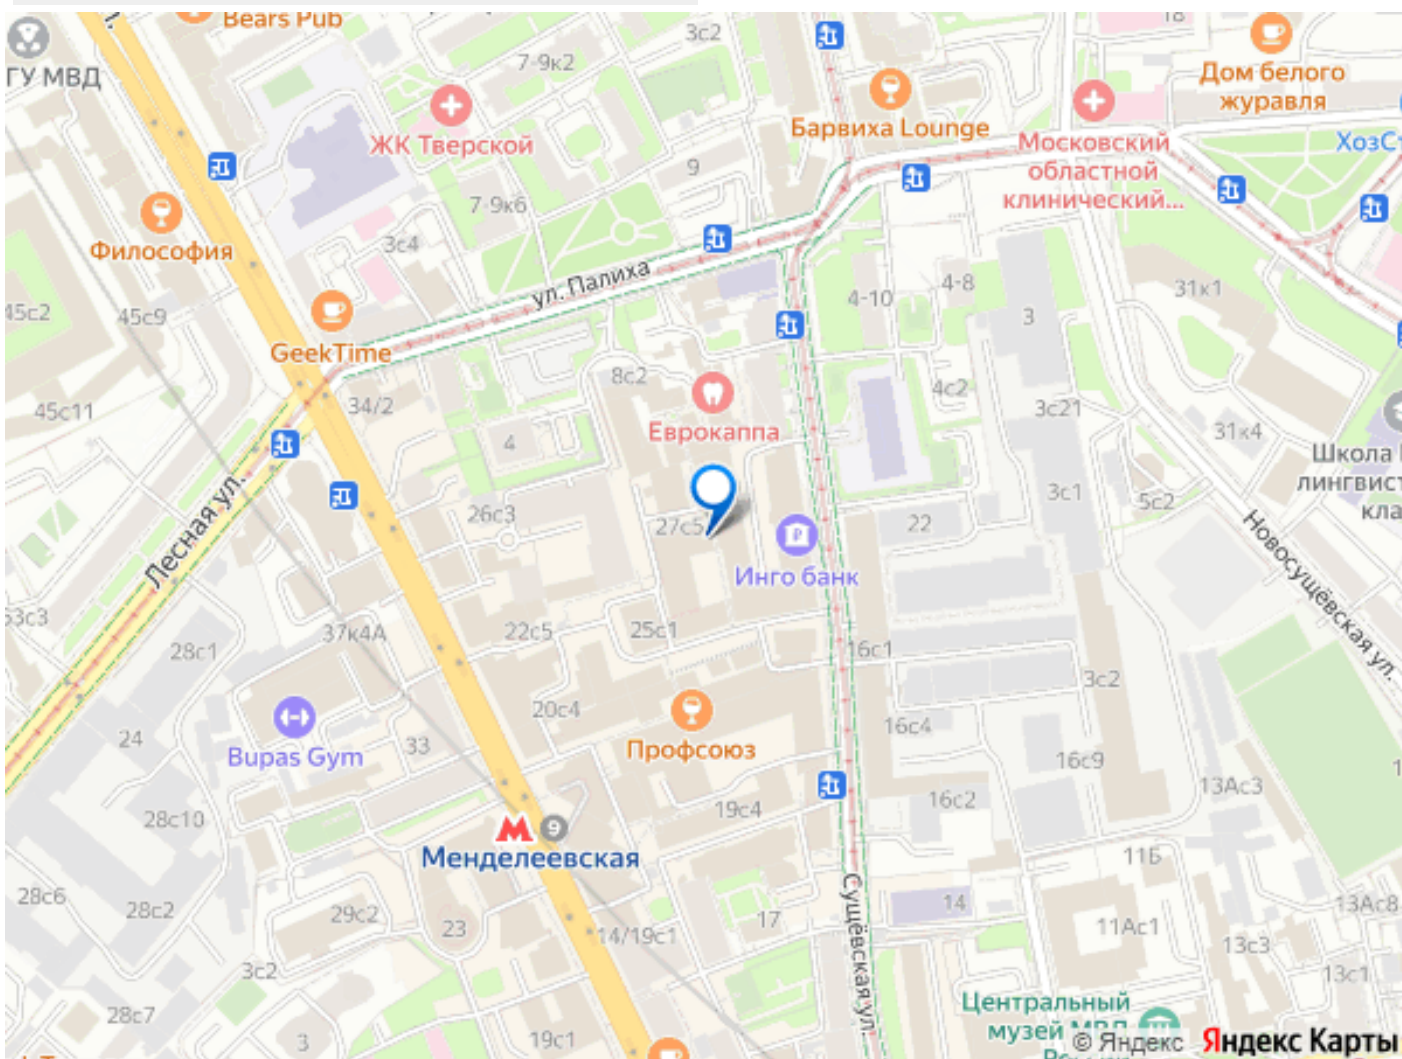 Bears Pub
18
3с2
ГУ МВД
7-9к2
Дом белого
журавля
ЖК Тверской
Барвиха Lounge
Московский
областной
клинический...
9
7-9к6
Философия
3с4
ул. Палиха
45с2
45с9
4-10
4-8
31к1
3
GeekTime
8с2
4с2
34/2
45с11
Еврокаппа
3с21
31к4
4
Школа
Лесная ул.
26с3
27с5
22
3с1
5с2
Инго банк
Новосущёвская ул.
37к4А
22с5
25с1
28с1
16с1
3с2
20с4
24
33
Bupas Gym
Профсоюз
16с4
16с9
13Ас3
28с10
19с4
16с2
9
Менделеевская
11Б
28с6
28с2
29с2
23
14/19с1
17
Сущёвская ул.
14
11Ас1
13Ас8
13с3
13с1
3с2
28с7
3
19с1
Центральный
музей МВД
© Яндекс Яндекс Карты